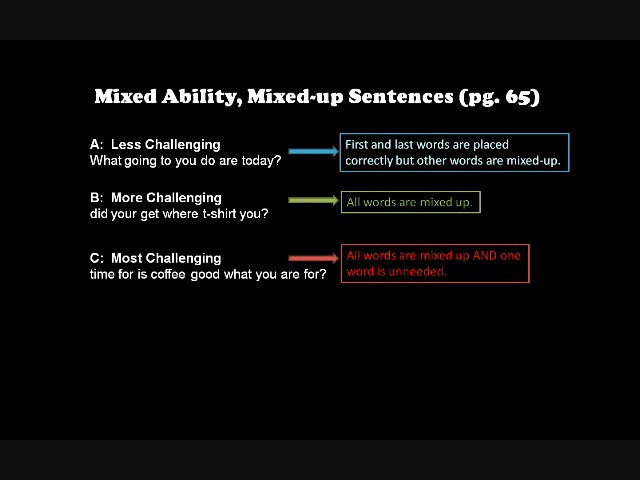 Mixed Ability, Mixed-up Sentences (pg. 65)
A: Less Challenging
What going to you do are today?
First and last words are placed
correctly but other words are mixed-up.
B: More Challenging
did your get where t-shirt you?
All words are mixed up.
C: Most Challenging
time for is coffee good what you are for?
All words are mixed up AND one
word is unneeded.